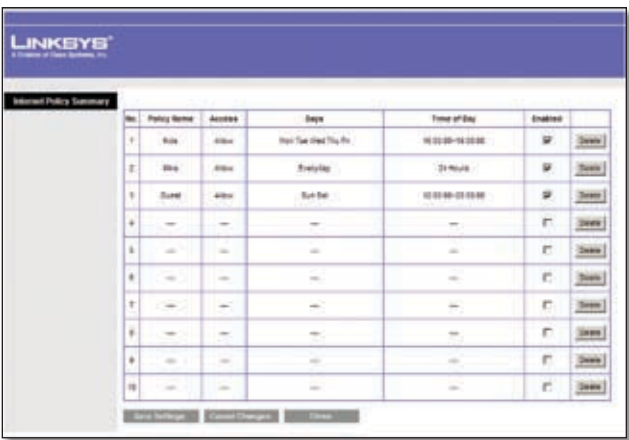 LINKSYS®
A Division of Cisco Systems, Inc.
Internet Policy Summary
No. Policy Name Access Days Time of Day Enabled
1 Kids Allow Mon Tue Wed Thu Fri Delete
2 Allow Everyday 24 Hours Delete
3 Guest Allow Sun Sat Delete
4 --- --- --- --- Delete
5 --- --- --- --- Delete
6 --- --- --- --- Delete
7 --- --- --- --- Delete
8 --- --- --- --- Delete
9 --- --- --- --- Delete
10 --- --- --- --- Delete
Save Settings Cancel Changes Close